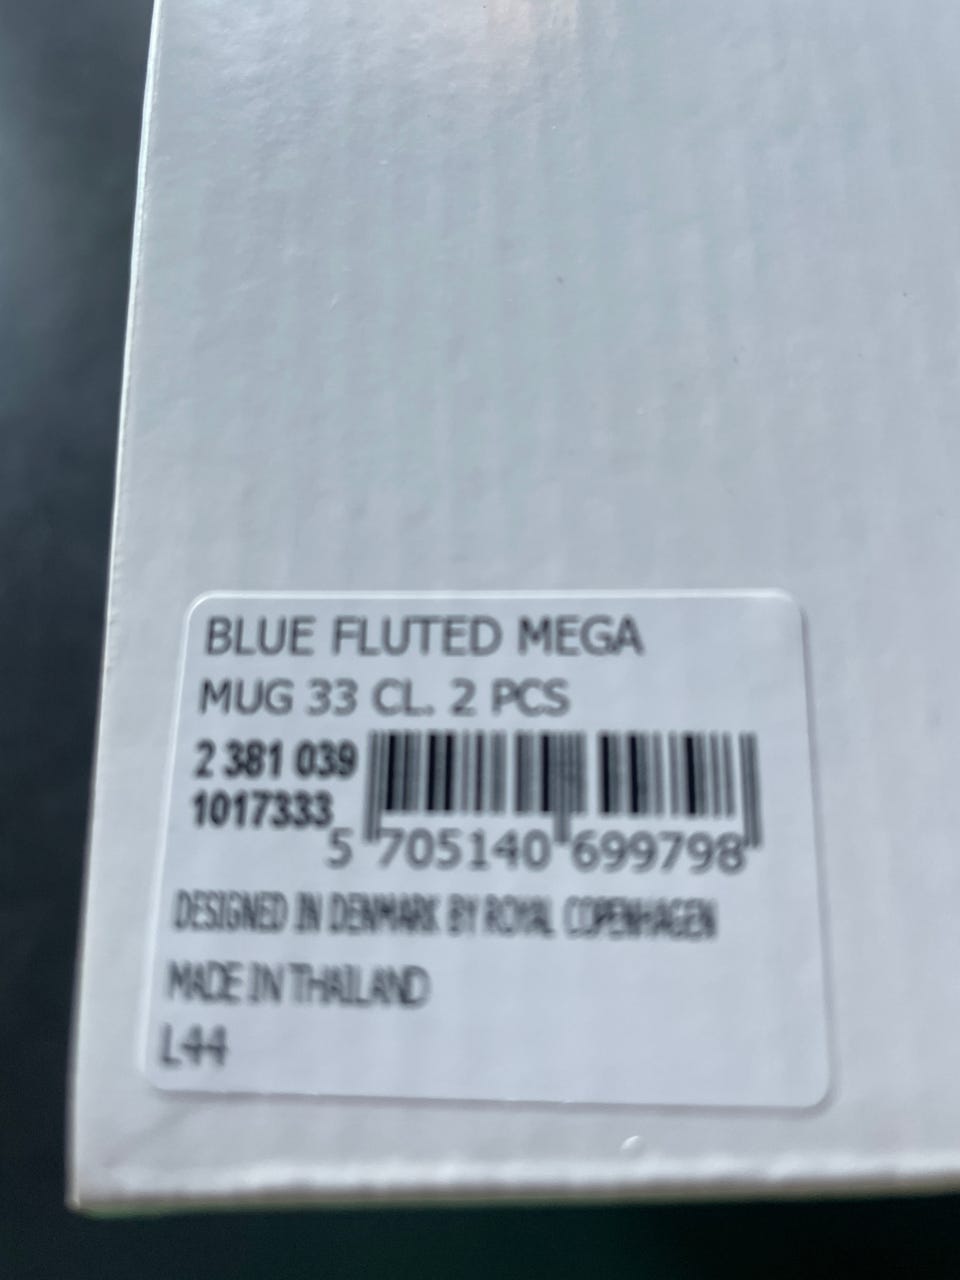 BLUE FLUTED MEGA
MUG 33 CL. 2 PCS
2 381 039
1017333
5 705140 699798
DESIGNED IN DENMARK BY ROYAL COPENHAGEN
MADE IN THAILAND
L44